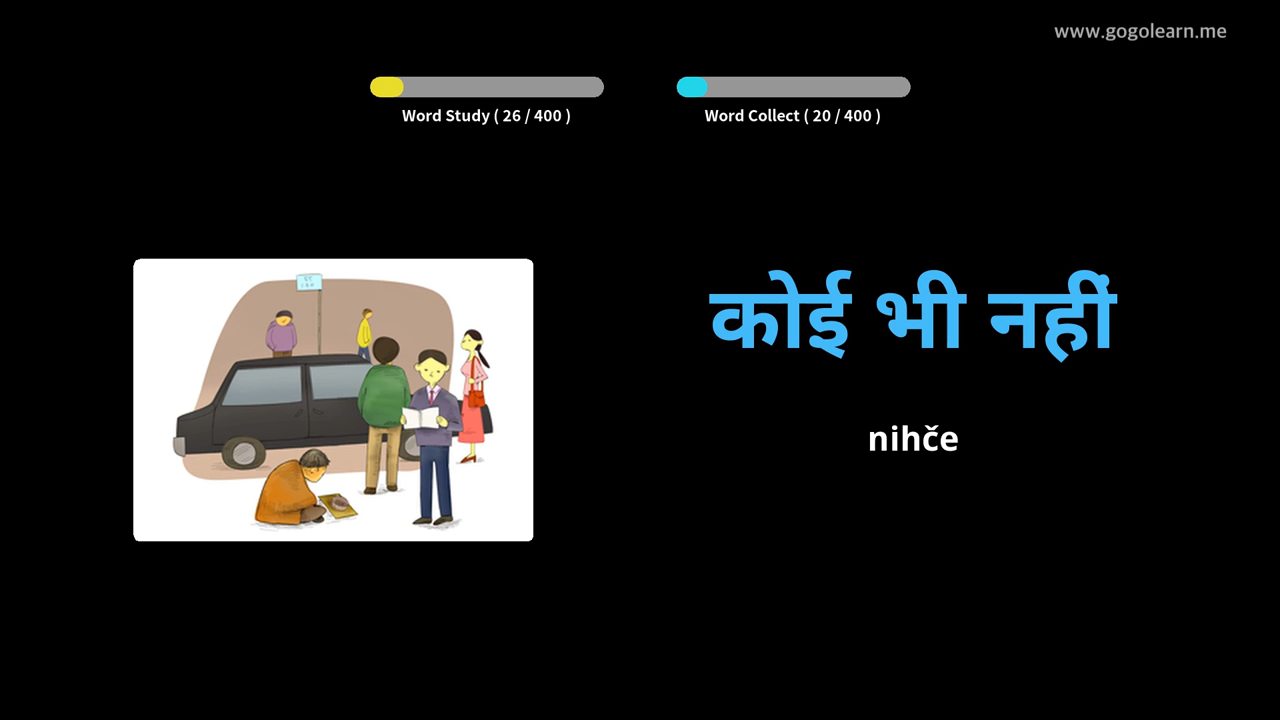 www.gogolearn.me
Word Study ( 26 / 400 )
Word Collect ( 20 / 400 )
कोई भी नहीं
nihče